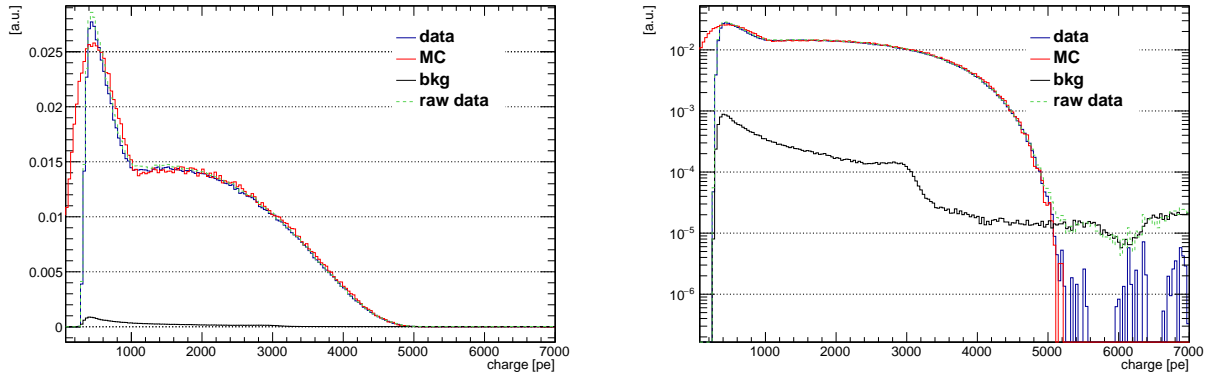 [a.u.]
0.025
0.02
0.015
0.01
0.005
0
1000 2000 3000 4000 5000 6000 7000
charge [pe]
data
MC
bkg
raw data
[a.u.]
10⁻²
10⁻³
10⁻⁴
10⁻⁵
10⁻⁶
1000 2000 3000 4000 5000 6000 7000
charge [pe]
data
MC
bkg
raw data